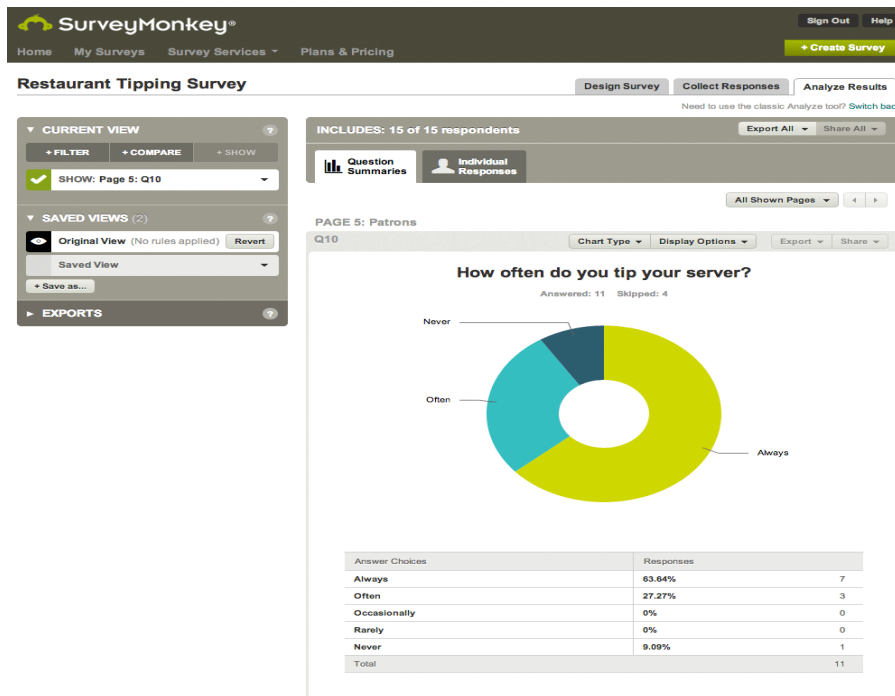 SurveyMonkey®
Sign Out Help
Home My Surveys Survey Services Plans & Pricing
+ Create Survey
Restaurant Tipping Survey
Design Survey Collect Responses Analyze Results
Need to use the classic Analyze tool? Switch bac
CURRENT VIEW ?
+ FILTER + COMPARE + SHOW
SHOW: Page 5: Q10
SAVED VIEWS (2) ?
Original View (No rules applied) Revert
Saved View
+ Save as...
EXPORTS ?
INCLUDES: 15 of 15 respondents
Export All Share All
Question Summaries
Individual Responses
All Shown Pages
PAGE 5: Patrons
Q10
Chart Type Display Options Export Share
How often do you tip your server?
Answered: 11 Skipped: 4
Never
Often
Always
Answer Choices Responses
Always 63.64% 7
Often 27.27% 3
Occasionally 0% 0
Rarely 0% 0
Never 9.09% 1
Total 11